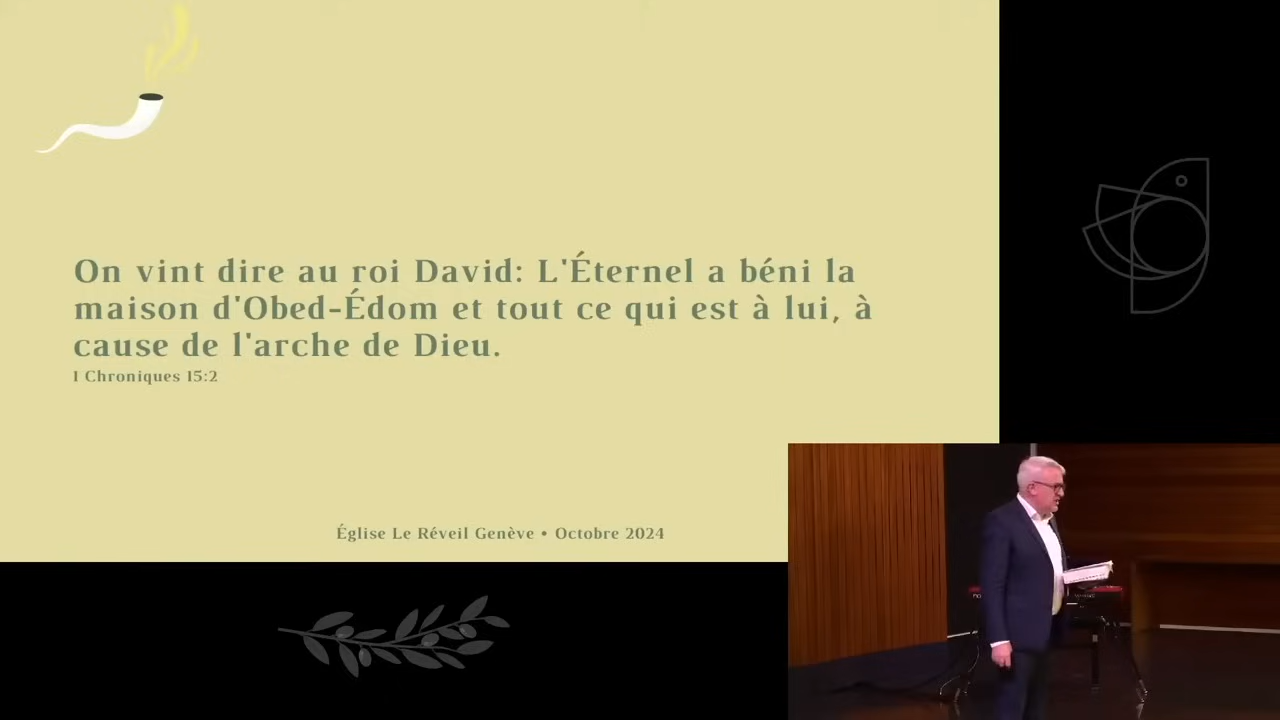 On vint dire au roi David: L'Éternel a béni la
maison d'Obed-Édom et tout ce qui est à lui, à
cause de l'arche de Dieu.
I Chroniques 15:2
Église Le Réveil Genève • Octobre 2024